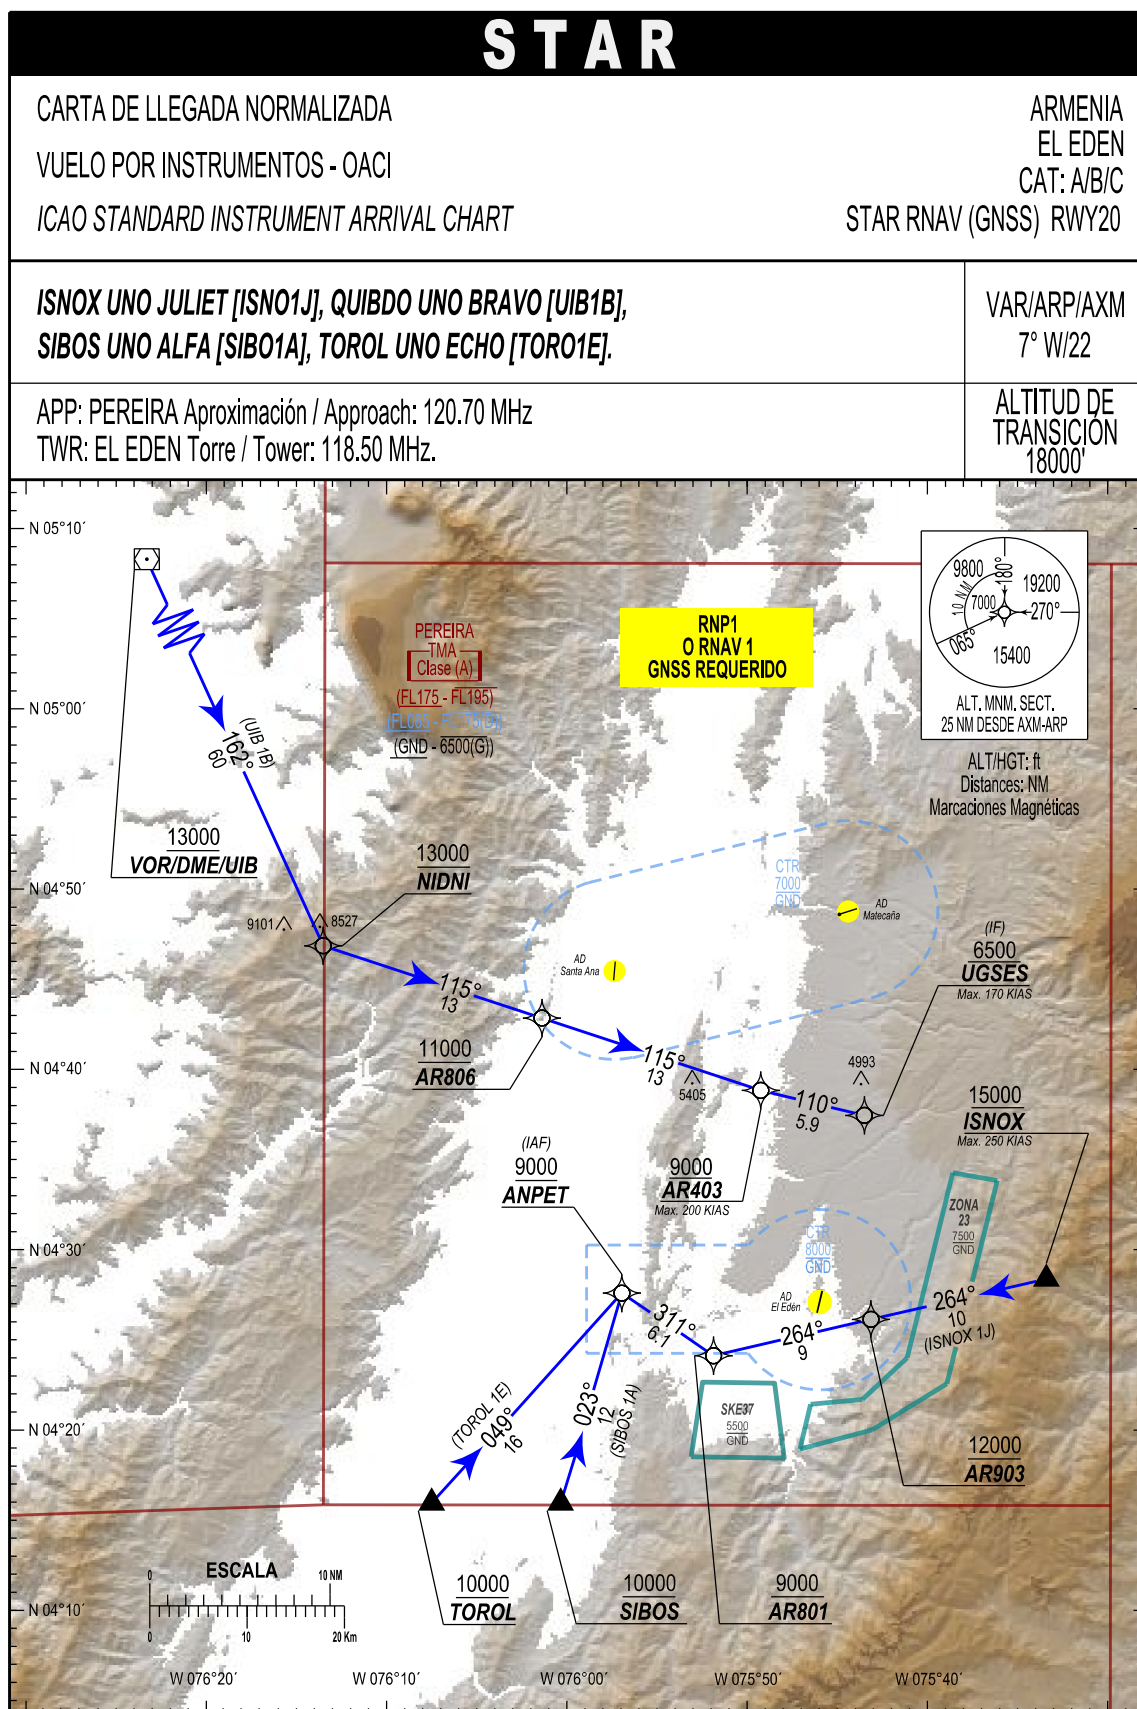 STAR
CARTA DE LLEGADA NORMALIZADA
VUELO POR INSTRUMENTOS - OACI
ICAO STANDARD INSTRUMENT ARRIVAL CHART
ARMENIA
EL EDEN
CAT: A/B/C
STAR RNAV (GNSS) RWY20
ISNOX UNO JULIET [ISNO1J], QUIBDO UNO BRAVO [UIB1B],
SIBOS UNO ALFA [SIBO1A], TOROL UNO ECHO [TORO1E].
VAR/ARP/AXM
7° W/22
APP: PEREIRA Aproximación / Approach: 120.70 MHz
TWR: EL EDEN Torre / Tower: 118.50 MHz.
ALTITUD DE
TRANSICIÓN
18000'
N 05°10´
9800
180°
19200
10 NM
7000
270°
065°
15400
ALT. MNM. SECT.
25 NM DESDE AXM-ARP
ALT/HGT: ft
Distances: NM
Marcaciones Magnéticas
RNP1
O RNAV 1
GNSS REQUERIDO
PEREIRA
TMA
Clase (A)
(FL175 - FL195)
(GND - 6500(G))
N 05°00´
(UIB 1B)
162°
60
13000
VOR/DME/UIB
13000
NIDNI
N 04°50´
CTR
7000
GND
AD
Matecaña
9101
8527
AD
Santa Ana
(IF)
6500
UGSES
Max. 170 KIAS
115°
13
11000
AR806
N 04°40´
115°
13
5405
4993
110°
5.9
15000
ISNOX
Max. 250 KIAS
(IAF)
9000
ANPET
9000
AR403
Max. 200 KIAS
ZONA
23
7500
GND
N 04°30´
CTR
8000
GND
AD
El Edén
311°
6.1
264°
9
264°
10
(ISNOX 1J)
(TOROL 1E)
049°
16
023°
12
(SIBOS 1A)
SKE37
5500
GND
N 04°20´
12000
AR903
ESCALA
0
10 NM
0
10
20 Km
10000
TOROL
10000
SIBOS
9000
AR801
N 04°10´
W 076°20´
W 076°10´
W 076°00´
W 075°50´
W 075°40´